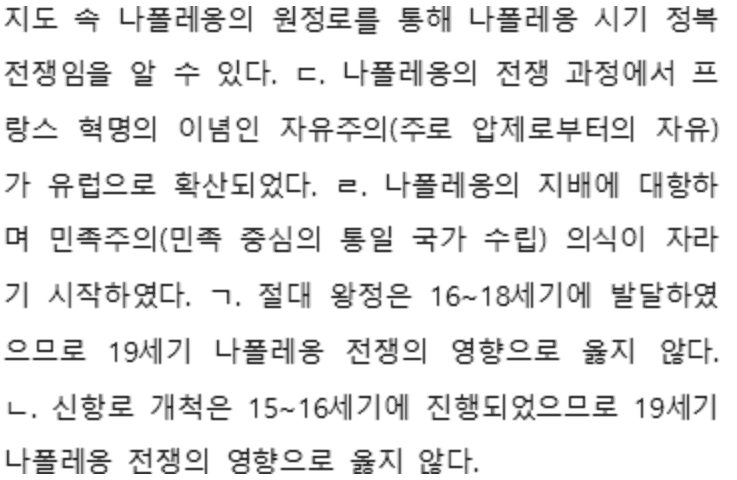 지도 속 나폴레옹의 원정로를 통해 나폴레옹 시기 정복
전쟁임을 알 수 있다. ㄷ. 나폴레옹의 전쟁 과정에서 프
랑스 혁명의 이념인 자유주의(주로 압제로부터의 자유)
가 유럽으로 확산되었다. ㄹ. 나폴레옹의 지배에 대항하
며 민족주의(민족 중심의 통일 국가 수립) 의식이 자라
기 시작하였다. ㄱ. 절대 왕정은 16~18세기에 발달하였
으므로 19세기 나폴레옹 전쟁의 영향으로 옳지 않다.
ㄴ. 신항로 개척은 15~16세기에 진행되었으므로 19세기
나폴레옹 전쟁의 영향으로 옳지 않다.